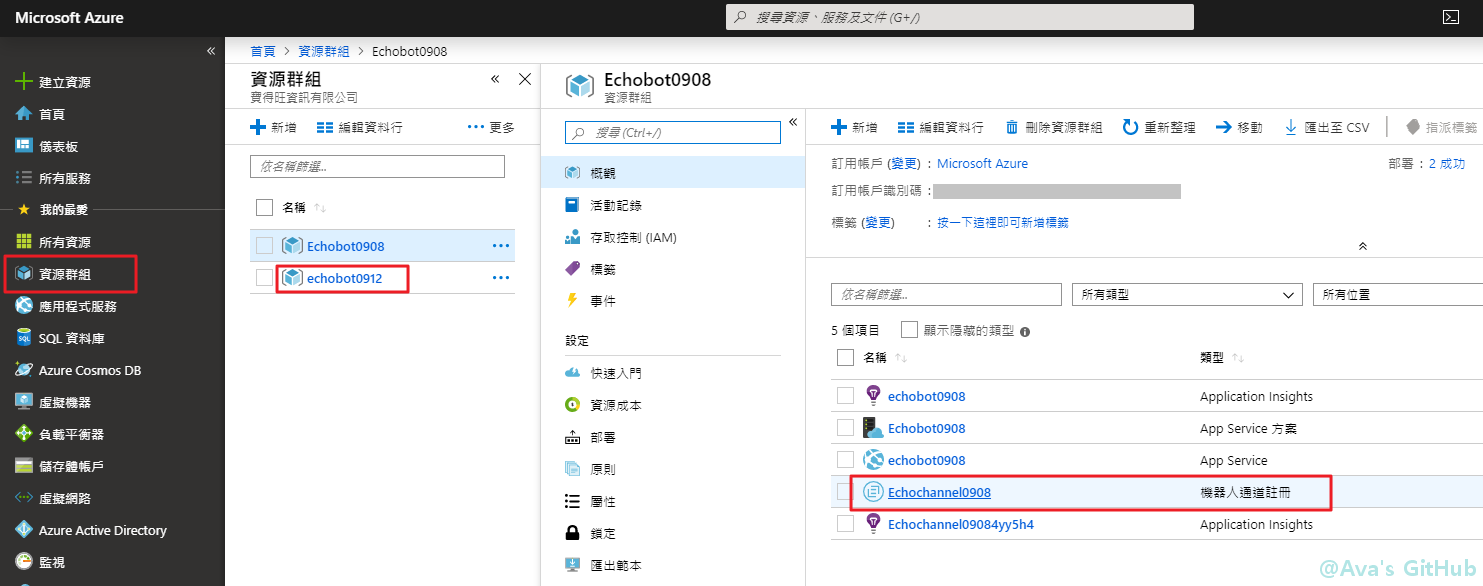 Microsoft Azure
搜尋資源、服務及文件 (G+/)
«
建立資源
首頁
儀表板
所有服務
我的最愛
所有資源
資源群組
應用程式服務
SQL 資料庫
Azure Cosmos DB
虛擬機器
負載平衡器
儲存體帳戶
虛擬網路
Azure Active Directory
監視
首頁 > 資源群組 > Echobot0908
資源群組
寶得旺資訊有限公司
新增
編輯資料行
更多
依名稱篩選...
名稱
Echobot0908
echobot0912
Echobot0908
資源群組
搜尋 (Ctrl+/)
概觀
活動記錄
存取控制 (IAM)
標籤
事件
設定
快速入門
資源成本
部署
原則
屬性
鎖定
匯出範本
新增
編輯資料行
刪除資源群組
重新整理
移動
匯出至 CSV
指派標籤
訂用帳戶 (變更) : Microsoft Azure
部署 : 2 成功
訂用帳戶識別碼 :
標籤 (變更) : 按一下這裡即可新增標籤
依名稱篩選...
所有類型
所有位置
5 個項目
顯示隱藏的類型
名稱 類型
echobot0908 Application Insights
Echobot0908 App Service 方案
echobot0908 App Service
Echochannel0908 機器人通道註冊
Echochannel09084yy5h4 Application Insights
@Ava's GitHub